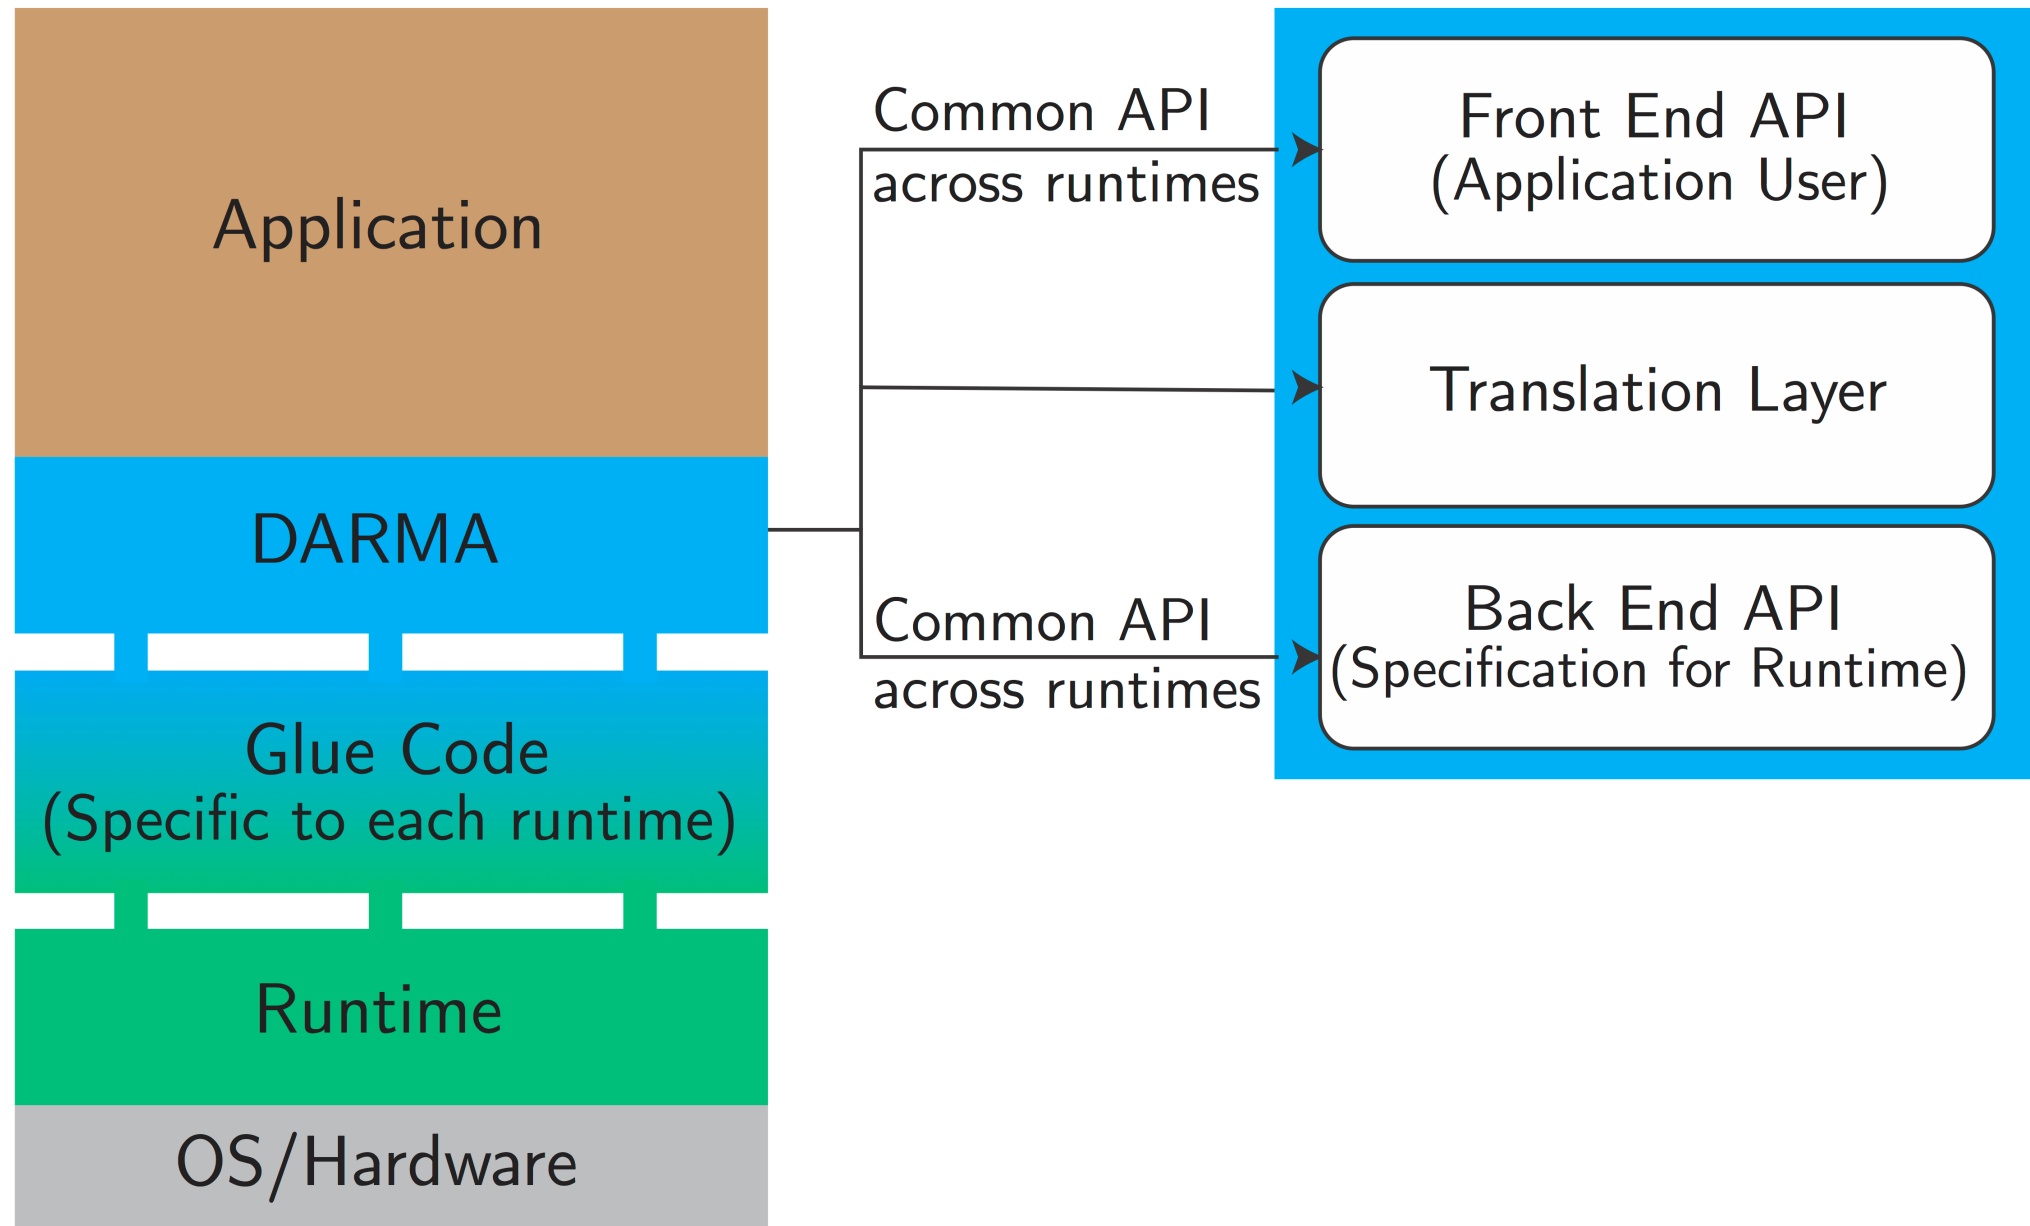 Application
DARMA
Glue Code
(Specific to each runtime)
Runtime
OS/Hardware
Common API
across runtimes
Common API
across runtimes
Front End API
(Application User)
Translation Layer
Back End API
(Specification for Runtime)